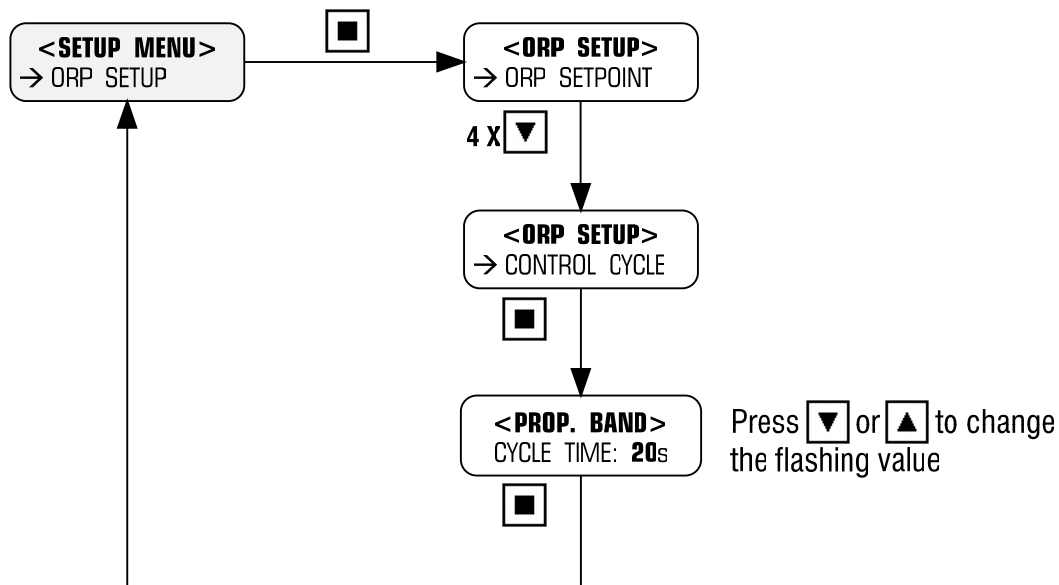 <SETUP MENU>
→ ORP SETUP
<ORP SETUP>
→ ORP SETPOINT
4 X ▼
<ORP SETUP>
→ CONTROL CYCLE
<PROP. BAND>
CYCLE TIME: 20s
Press ▼ or ▲ to change
the flashing value